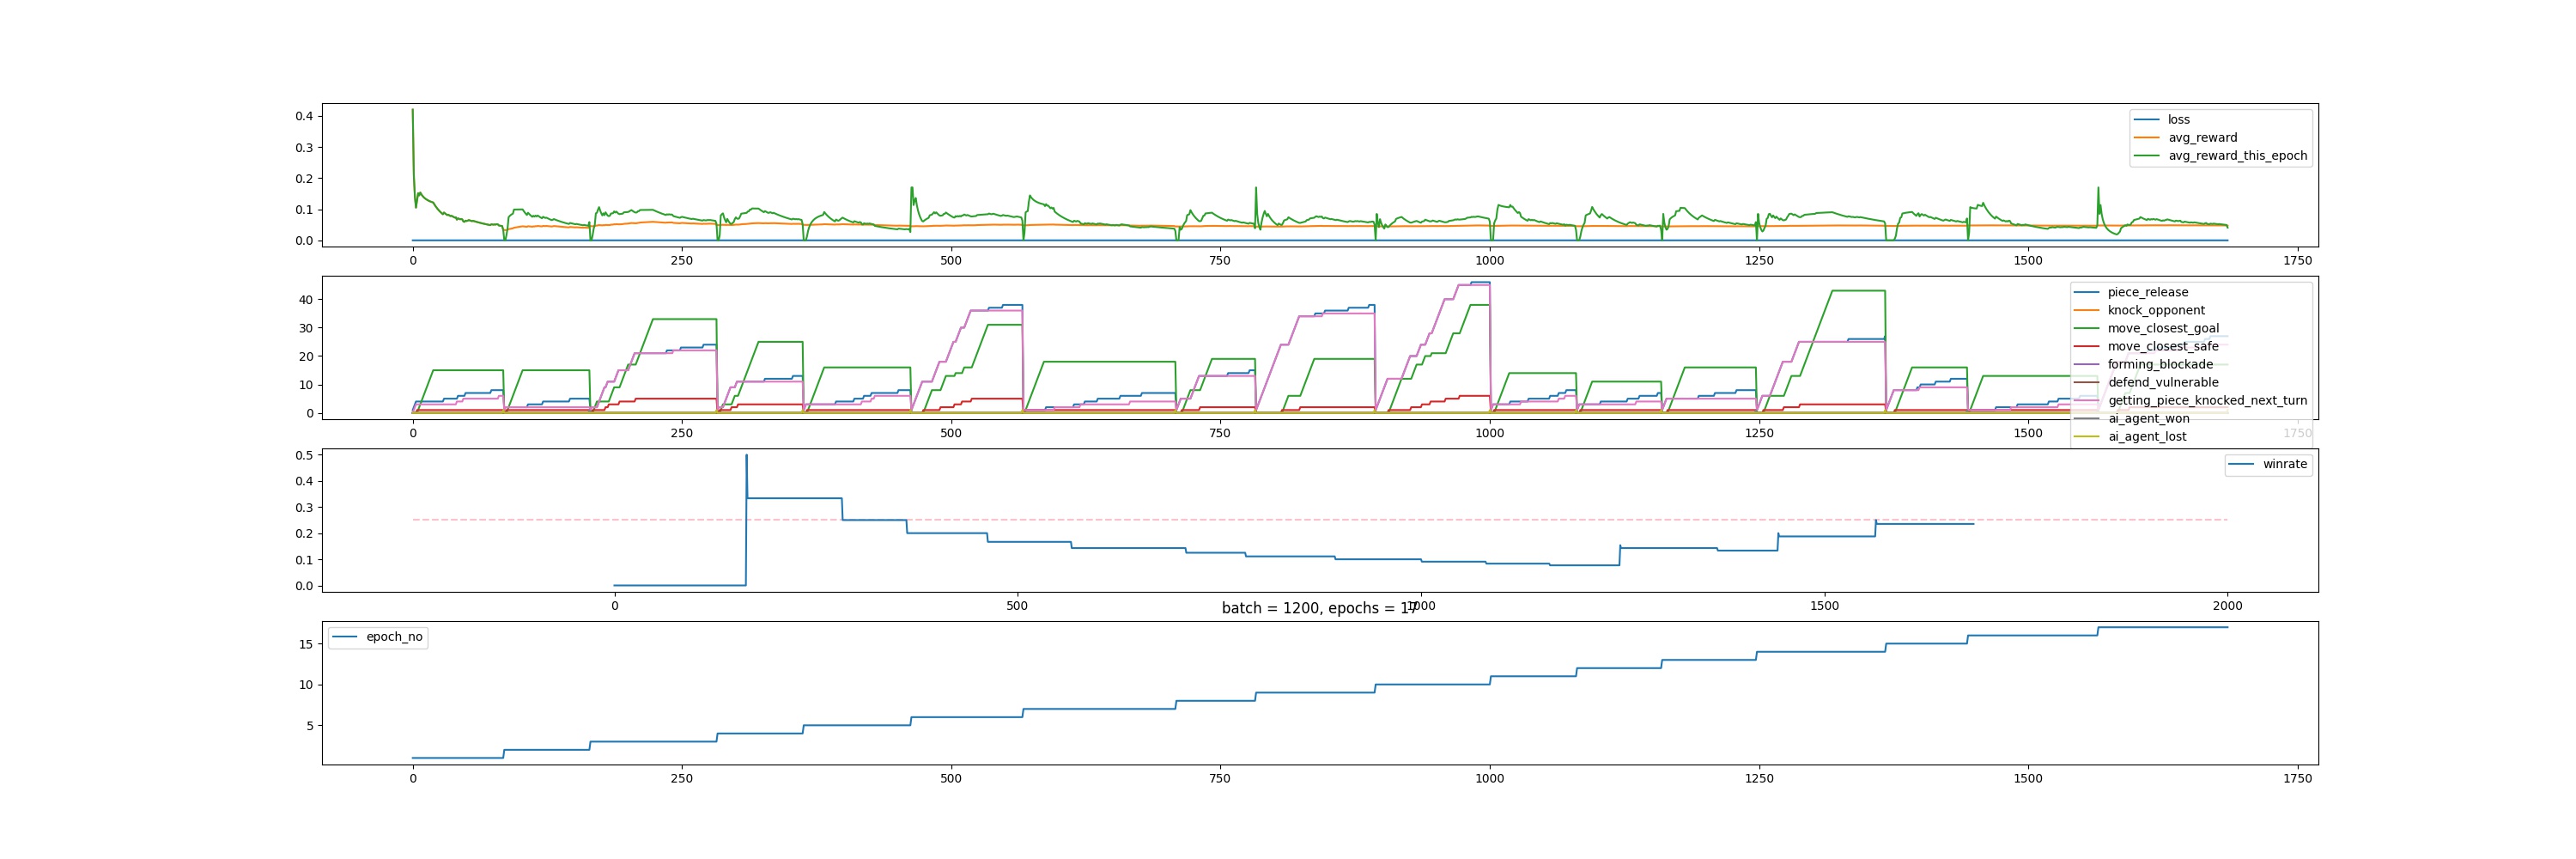 0.4
0.3
0.2
0.1
0.0
loss
avg_reward
avg_reward_this_epoch
0 250 500 750 1000 1250 1500 1750
40
30
20
10
0
piece_release
knock_opponent
move_closest_goal
move_closest_safe
forming_blockade
defend_vulnerable
getting_piece_knocked_next_turn
ai_agent_won
ai_agent_lost
0 250 500 750 1000 1250 1500 1750
0.5
0.4
0.3
0.2
0.1
0.0
winrate
0 500 1000 1500 2000
batch = 1200, epochs = 17
epoch_no
15
10
5
0 250 500 750 1000 1250 1500 1750